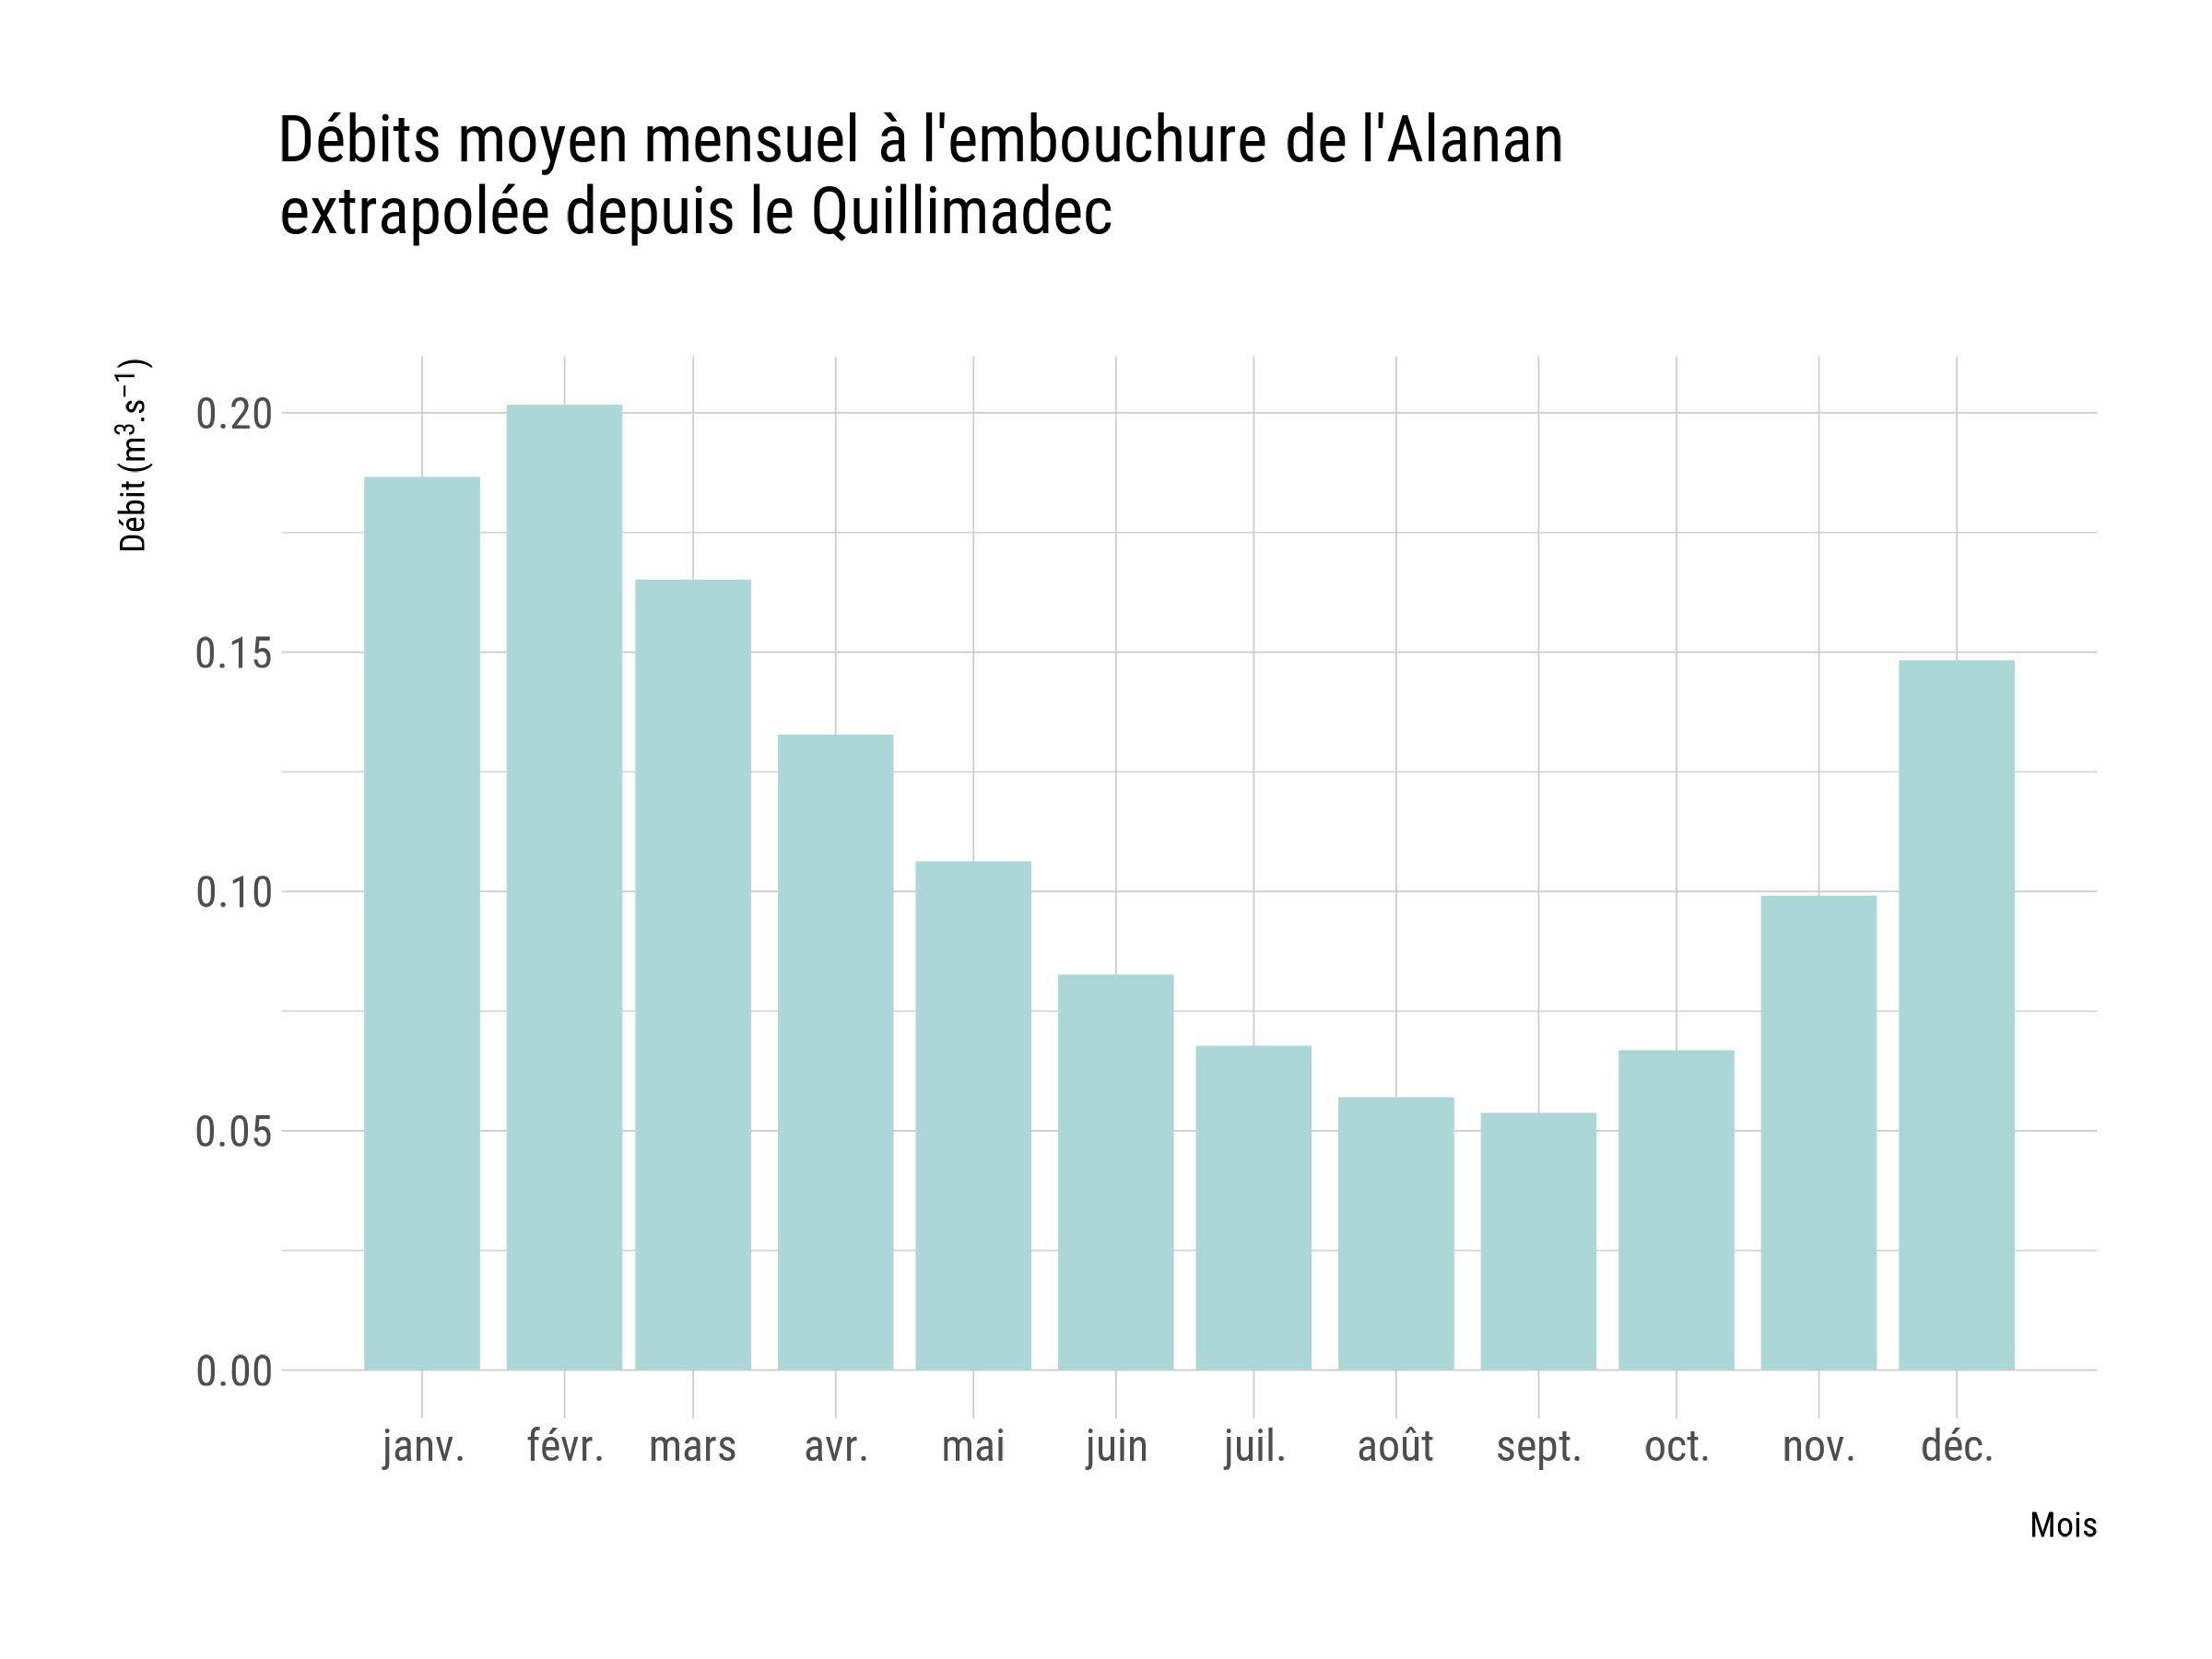 Débits moyen mensuel à l'embouchure de l'Alanan
extrapolée depuis le Quillimadec
Débit (m³.s⁻¹)
0.20
0.15
0.10
0.05
0.00
janv. févr. mars avr. mai juin juil. août sept. oct. nov. déc.
Mois